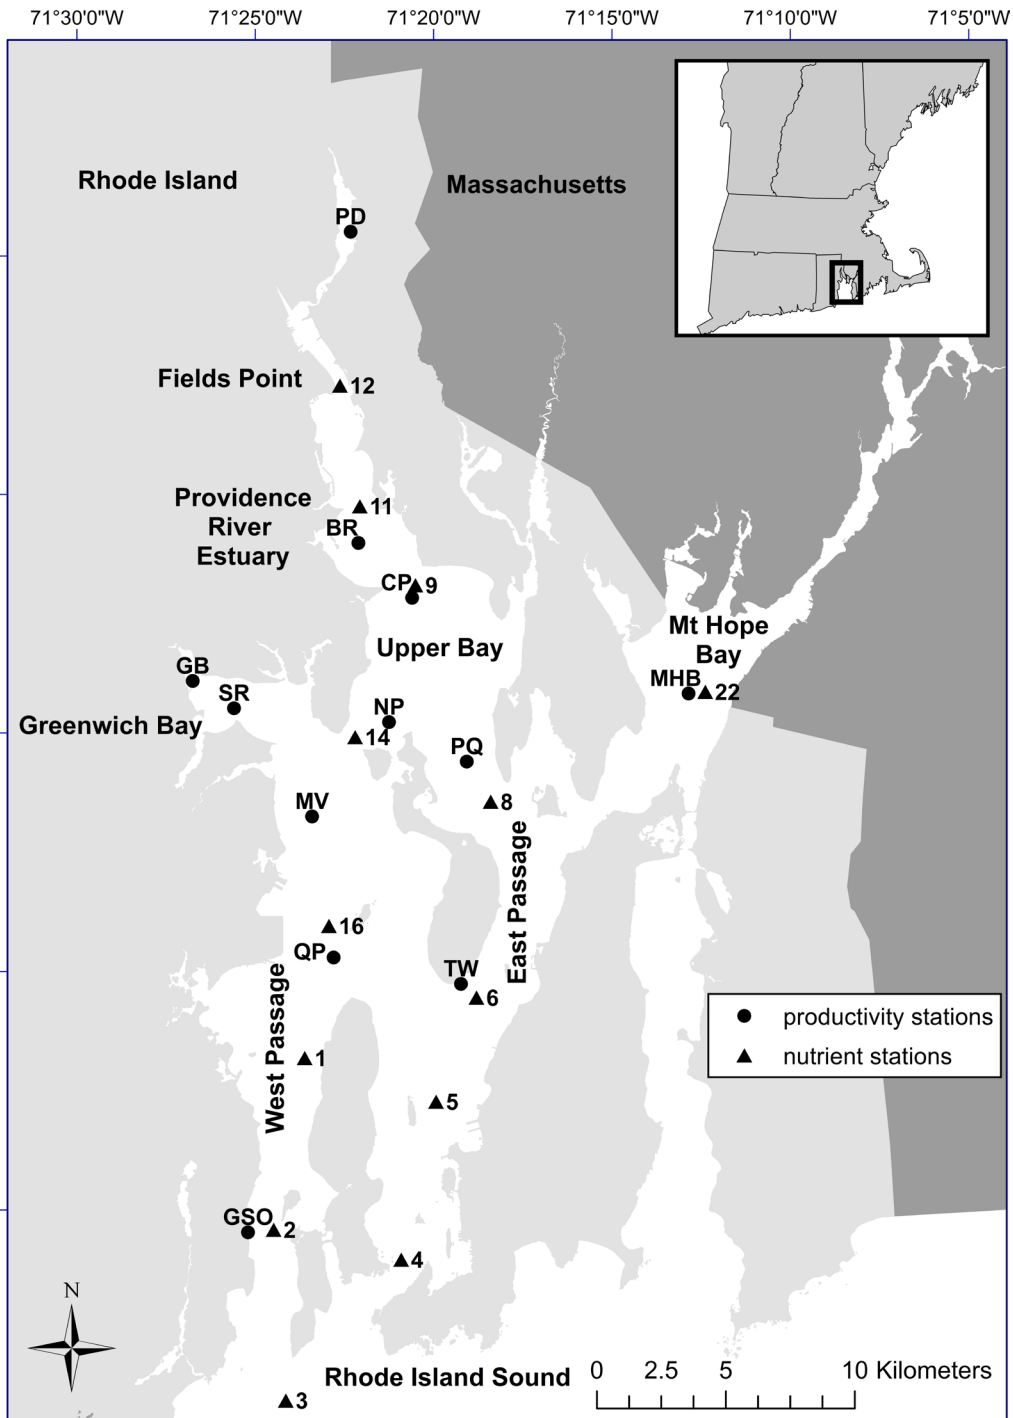 71°30'0"W 71°25'0"W 71°20'0"W 71°15'0"W 71°10'0"W 71°5'0"W
Rhode Island
Massachusetts
PD
Fields Point
12
Providence
River
Estuary
11
BR
CP
9
Upper Bay
Mt Hope
Bay
GB
SR
MHB
22
Greenwich Bay
NP
14
PQ
MV
8
East Passage
16
QP
TW
6
West Passage
productivity stations
nutrient stations
1
5
GSO
2
4
N
Rhode Island Sound
0 2.5 5 10 Kilometers
3